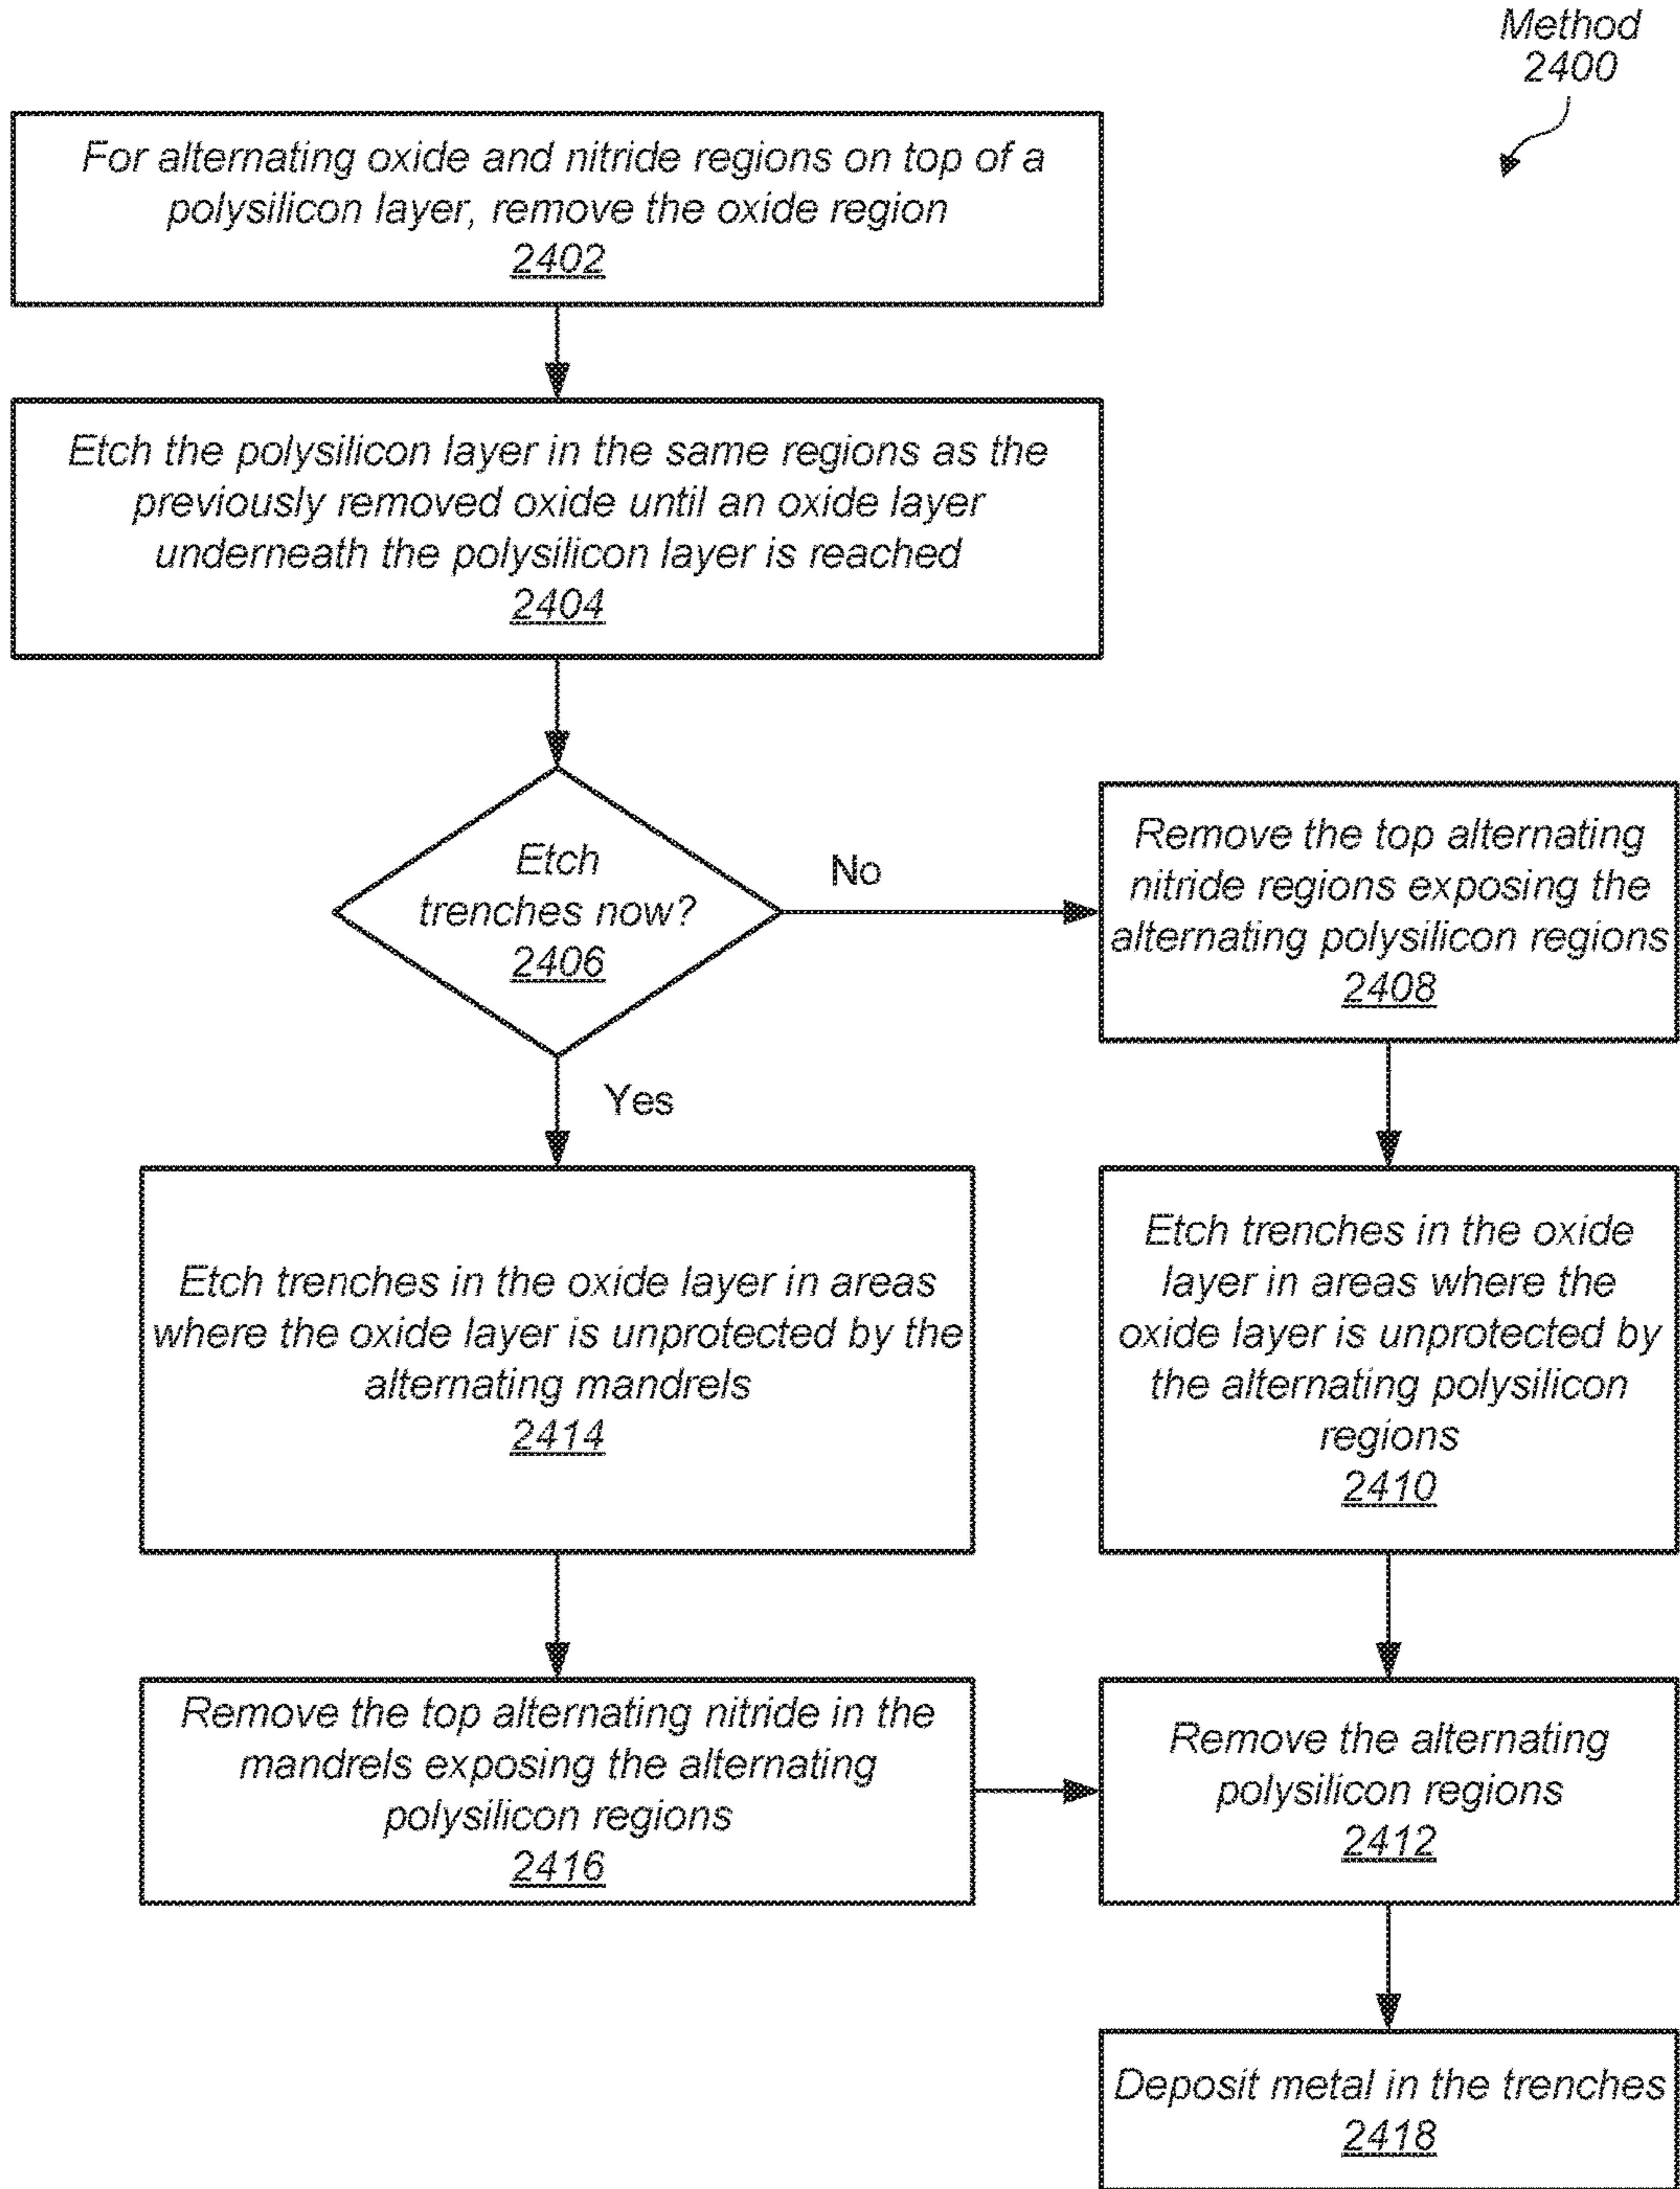 Method
2400
For alternating oxide and nitride regions on top of a
polysilicon layer, remove the oxide region
2402
Etch the polysilicon layer in the same regions as the
previously removed oxide until an oxide layer
underneath the polysilicon layer is reached
2404
Etch
trenches now?
2406
No
Yes
Remove the top alternating
nitride regions exposing the
alternating polysilicon regions
2408
Etch trenches in the oxide layer in areas
where the oxide layer is unprotected by the
alternating mandrels
2414
Etch trenches in the oxide
layer in areas where the
oxide layer is unprotected by
the alternating polysilicon
regions
2410
Remove the top alternating nitride in the
mandrels exposing the alternating
polysilicon regions
2416
Remove the alternating
polysilicon regions
2412
Deposit metal in the trenches
2418